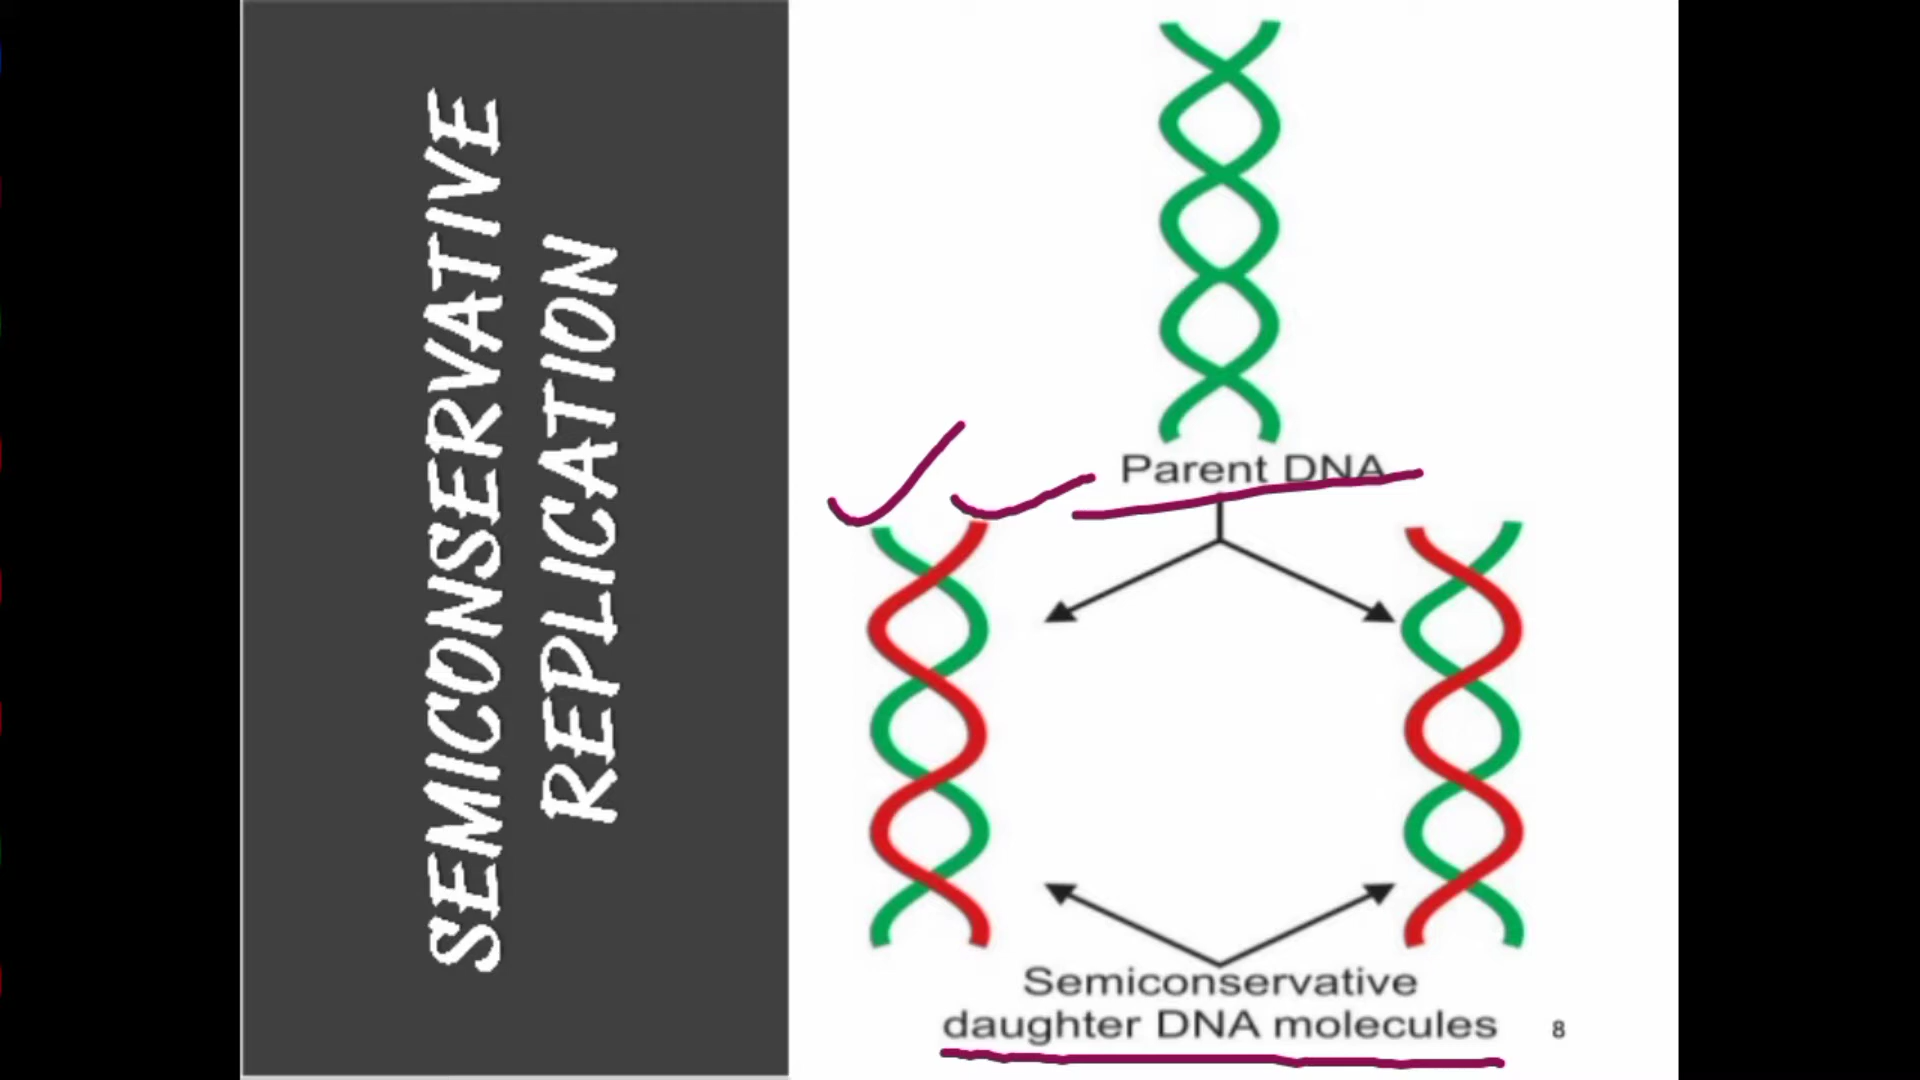 SEMICONSERVATIVE
REPLICATION
Parent DNA
Semiconservative
daughter DNA molecules
8